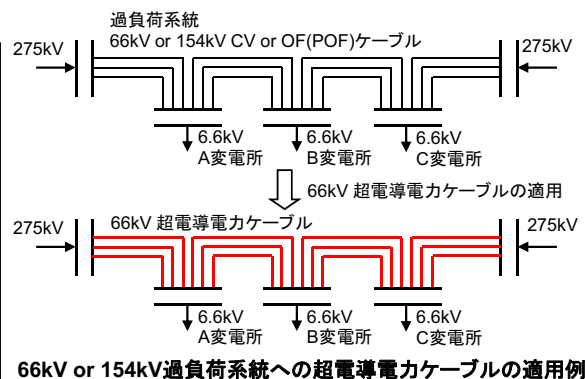 過負荷系統
66kV or 154kV CV or OF(POF)ケーブル
275kV
275kV
6.6kV
A変電所
6.6kV
B変電所
6.6kV
C変電所
66kV 超電導電力ケーブルの適用
275kV
66kV 超電導電力ケーブル
275kV
6.6kV
A変電所
6.6kV
B変電所
6.6kV
C変電所
66kV or 154kV過負荷系統への超電導電力ケーブルの適用例